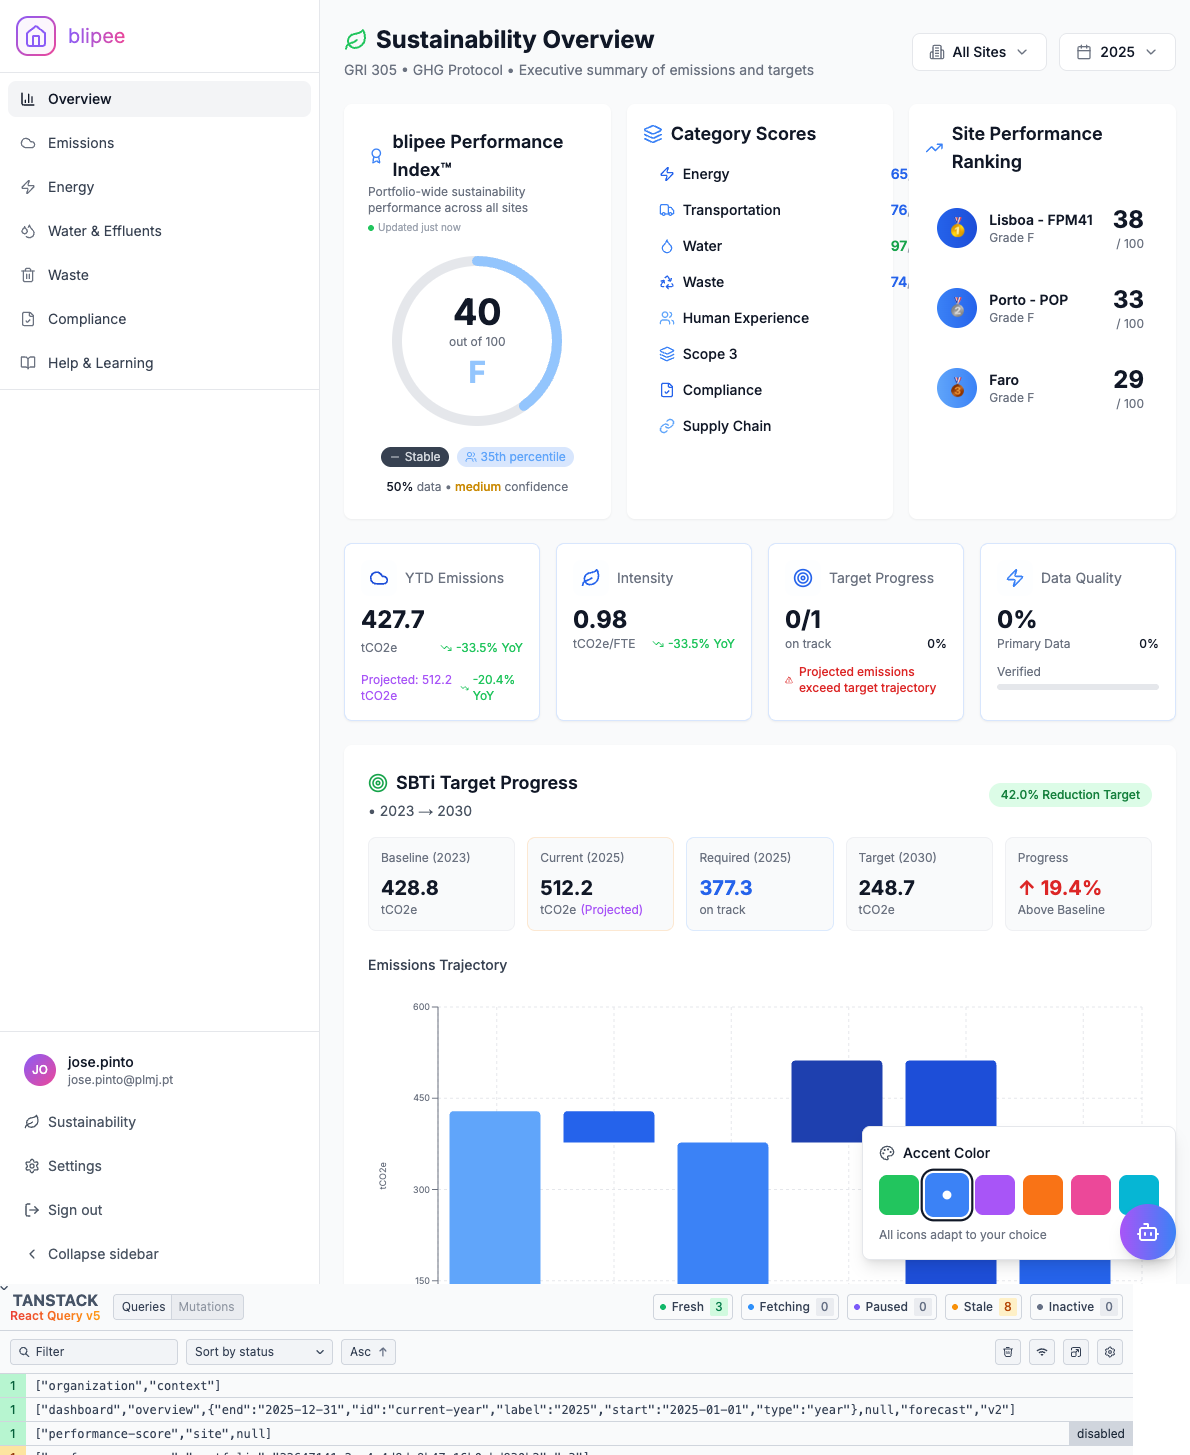 blipee
Overview
Emissions
Energy
Water & Effluents
Waste
Compliance
Help & Learning
jose.pinto
JO
jose.pinto@plmj.pt
Sustainability
Settings
Sign out
Collapse sidebar
Sustainability Overview
GRI 305 • GHG Protocol • Executive summary of emissions and targets
All Sites
2025
blipee Performance
Index™
Portfolio-wide sustainability
performance across all sites
Updated just now
40
out of 100
F
Stable
35th percentile
50% data • medium confidence
Category Scores
Energy 65
Transportation 76
Water 97
Waste 74
Human Experience
Scope 3
Compliance
Supply Chain
Site Performance
Ranking
Lisboa - FPM41 38
Grade F / 100
Porto - POP 33
Grade F / 100
Faro 29
Grade F / 100
YTD Emissions
427.7
tCO2e -33.5% YoY
Projected: 512.2 -20.4%
tCO2e YoY
Intensity
0.98
tCO2e/FTE -33.5% YoY
Target Progress
0/1
on track 0%
Projected emissions
exceed target trajectory
Data Quality
0%
Primary Data 0%
Verified
SBTi Target Progress
• 2023 → 2030
42.0% Reduction Target
Baseline (2023)
428.8
tCO2e
Current (2025)
512.2
tCO2e (Projected)
Required (2025)
377.3
on track
Target (2030)
248.7
tCO2e
Progress
↑ 19.4%
Above Baseline
Emissions Trajectory
600
450
300
150
tCO2e
Accent Color
All icons adapt to your choice
TANSTACK
React Query v5
Queries Mutations
Fresh 3 Fetching 0 Paused 0 Stale 8 Inactive 0
Filter Sort by status Asc ↑
1 ["organization","context"]
1 ["dashboard","overview",{"end":"2025-12-31","id":"current-year","label":"2025","start":"2025-01-01","type":"year"},null,"forecast","v2"]
1 ["performance-score","site",null] disabled